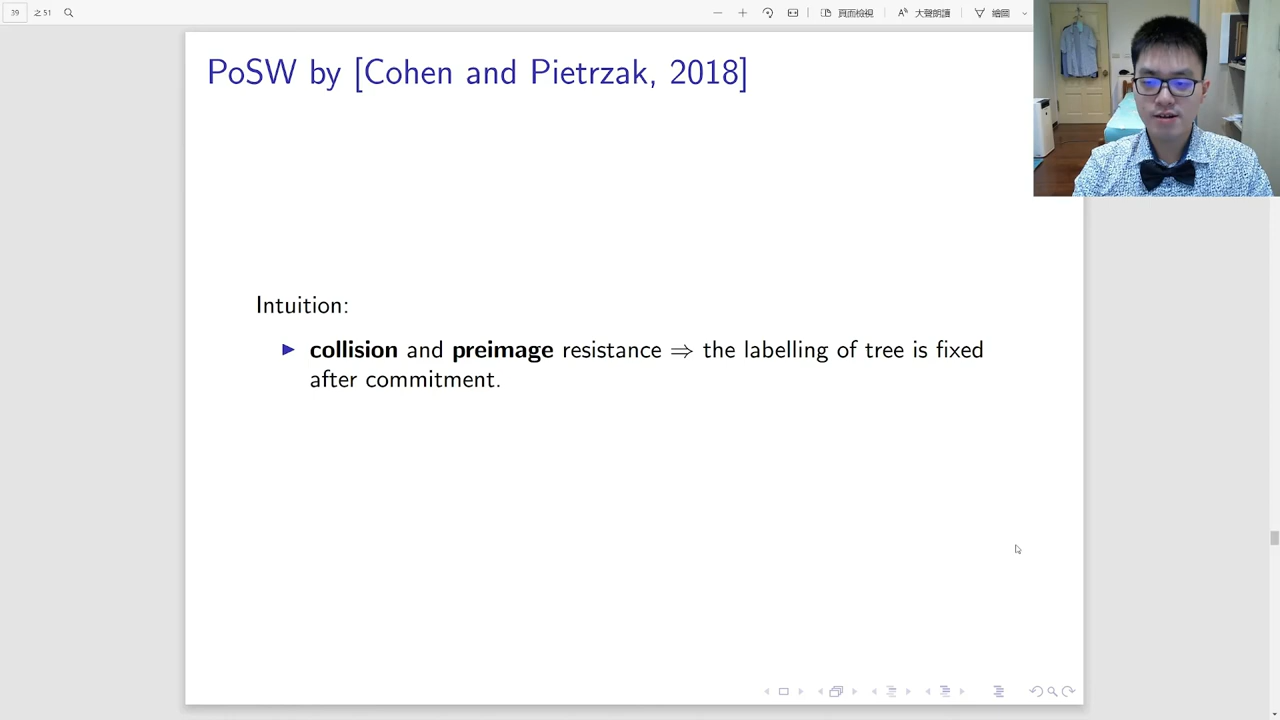 39 之 51 頁面檢視 大聲朗讀 繪圖
PoSW by [Cohen and Pietrzak, 2018]
Intuition:
collision and preimage resistance ⇒ the labelling of tree is fixed
after commitment.